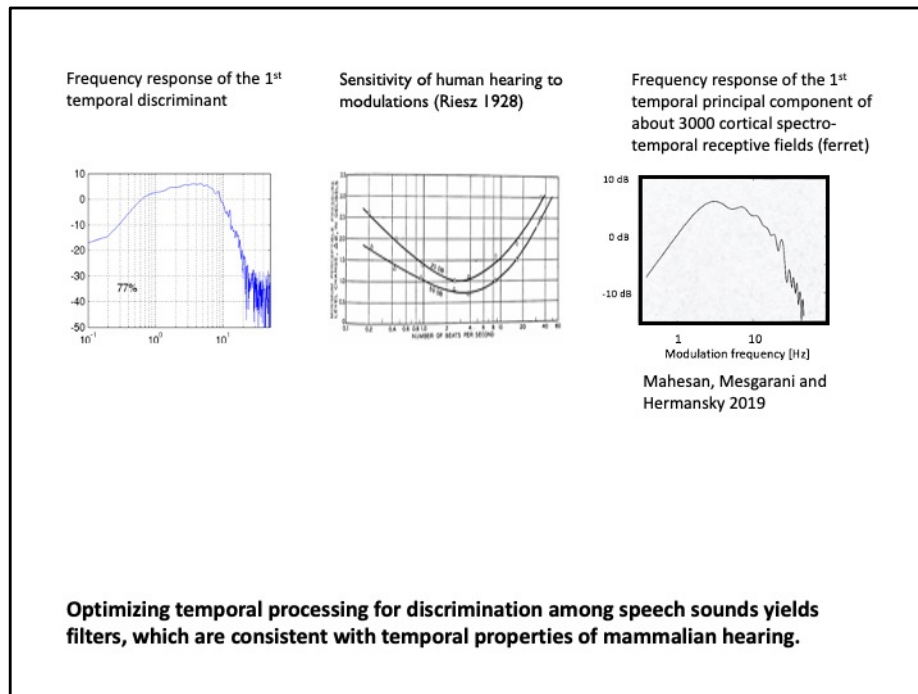 Frequency response of the 1st
temporal discriminant
Sensitivity of human hearing to
modulations (Riesz 1928)
Frequency response of the 1st
temporal principal component of
about 3000 cortical spectro-
temporal receptive fields (ferret)
10
0
-10
-20
-30
-40
-50
77%
10-1
100
101
NUMBER OF BEATS PER SECOND
10 dB
0 dB
-10 dB
1
10
Modulation frequency [Hz]
Mahesan, Mesgarani and
Hermansky 2019
Optimizing temporal processing for discrimination among speech sounds yields
filters, which are consistent with temporal properties of mammalian hearing.